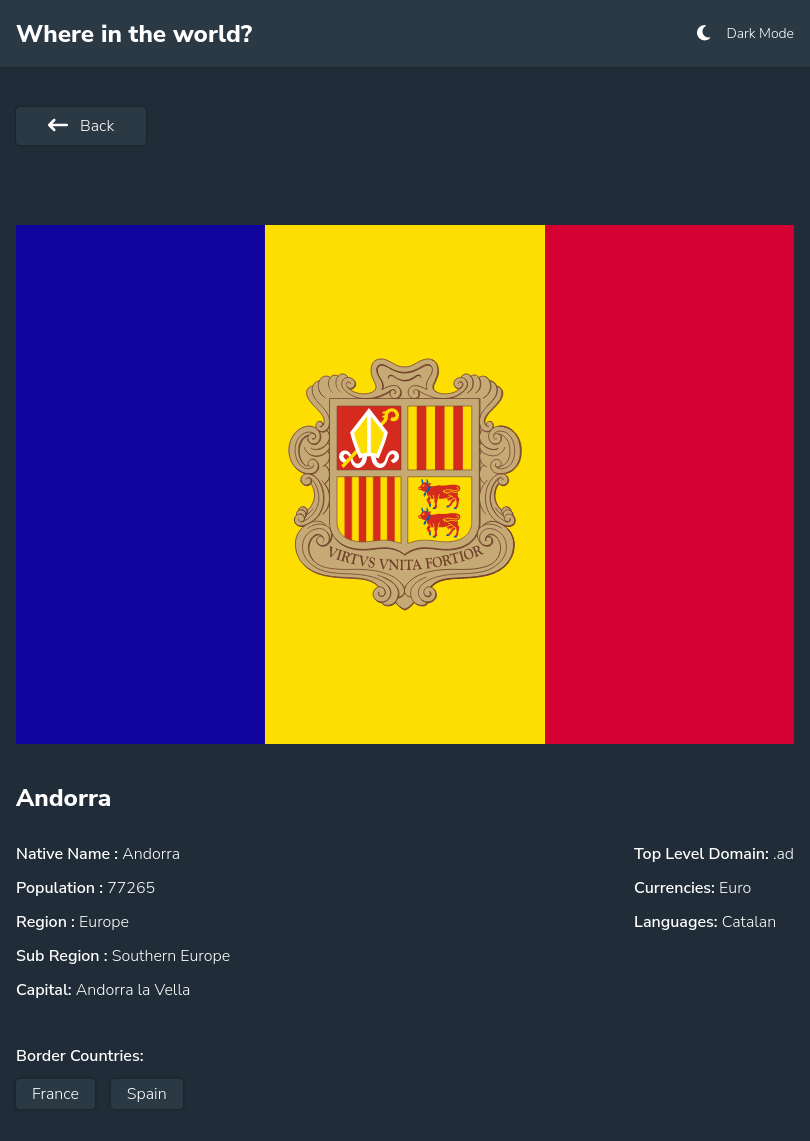 Where in the world?
Dark Mode
Back
VIRTVS VNITA FORTIOR
Andorra
Native Name : Andorra
Population : 77265
Region : Europe
Sub Region : Southern Europe
Capital: Andorra la Vella
Top Level Domain: .ad
Currencies: Euro
Languages: Catalan
Border Countries:
France
Spain